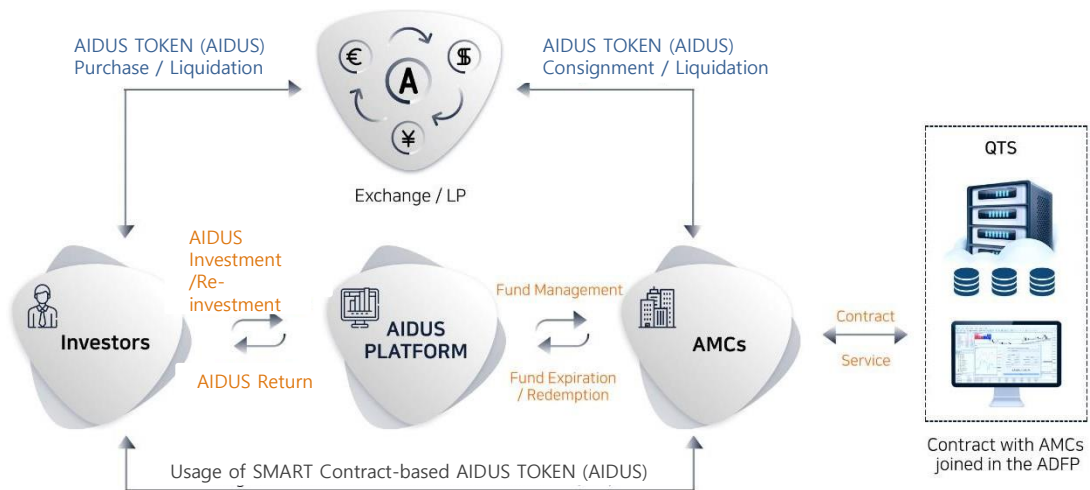 AIDUS TOKEN (AIDUS)
Purchase / Liquidation
AIDUS TOKEN (AIDUS)
Consignment / Liquidation
€
$
A
¥
Exchange / LP
QTS
AIDUS
Investment
/Re-
investment
Investors
AIDUS Return
AIDUS
PLATFORM
Fund Management
Fund Expiration
/ Redemption
AMCs
Contract
Service
Contract with AMCs
joined in the ADFP
Usage of SMART Contract-based AIDUS TOKEN (AIDUS)